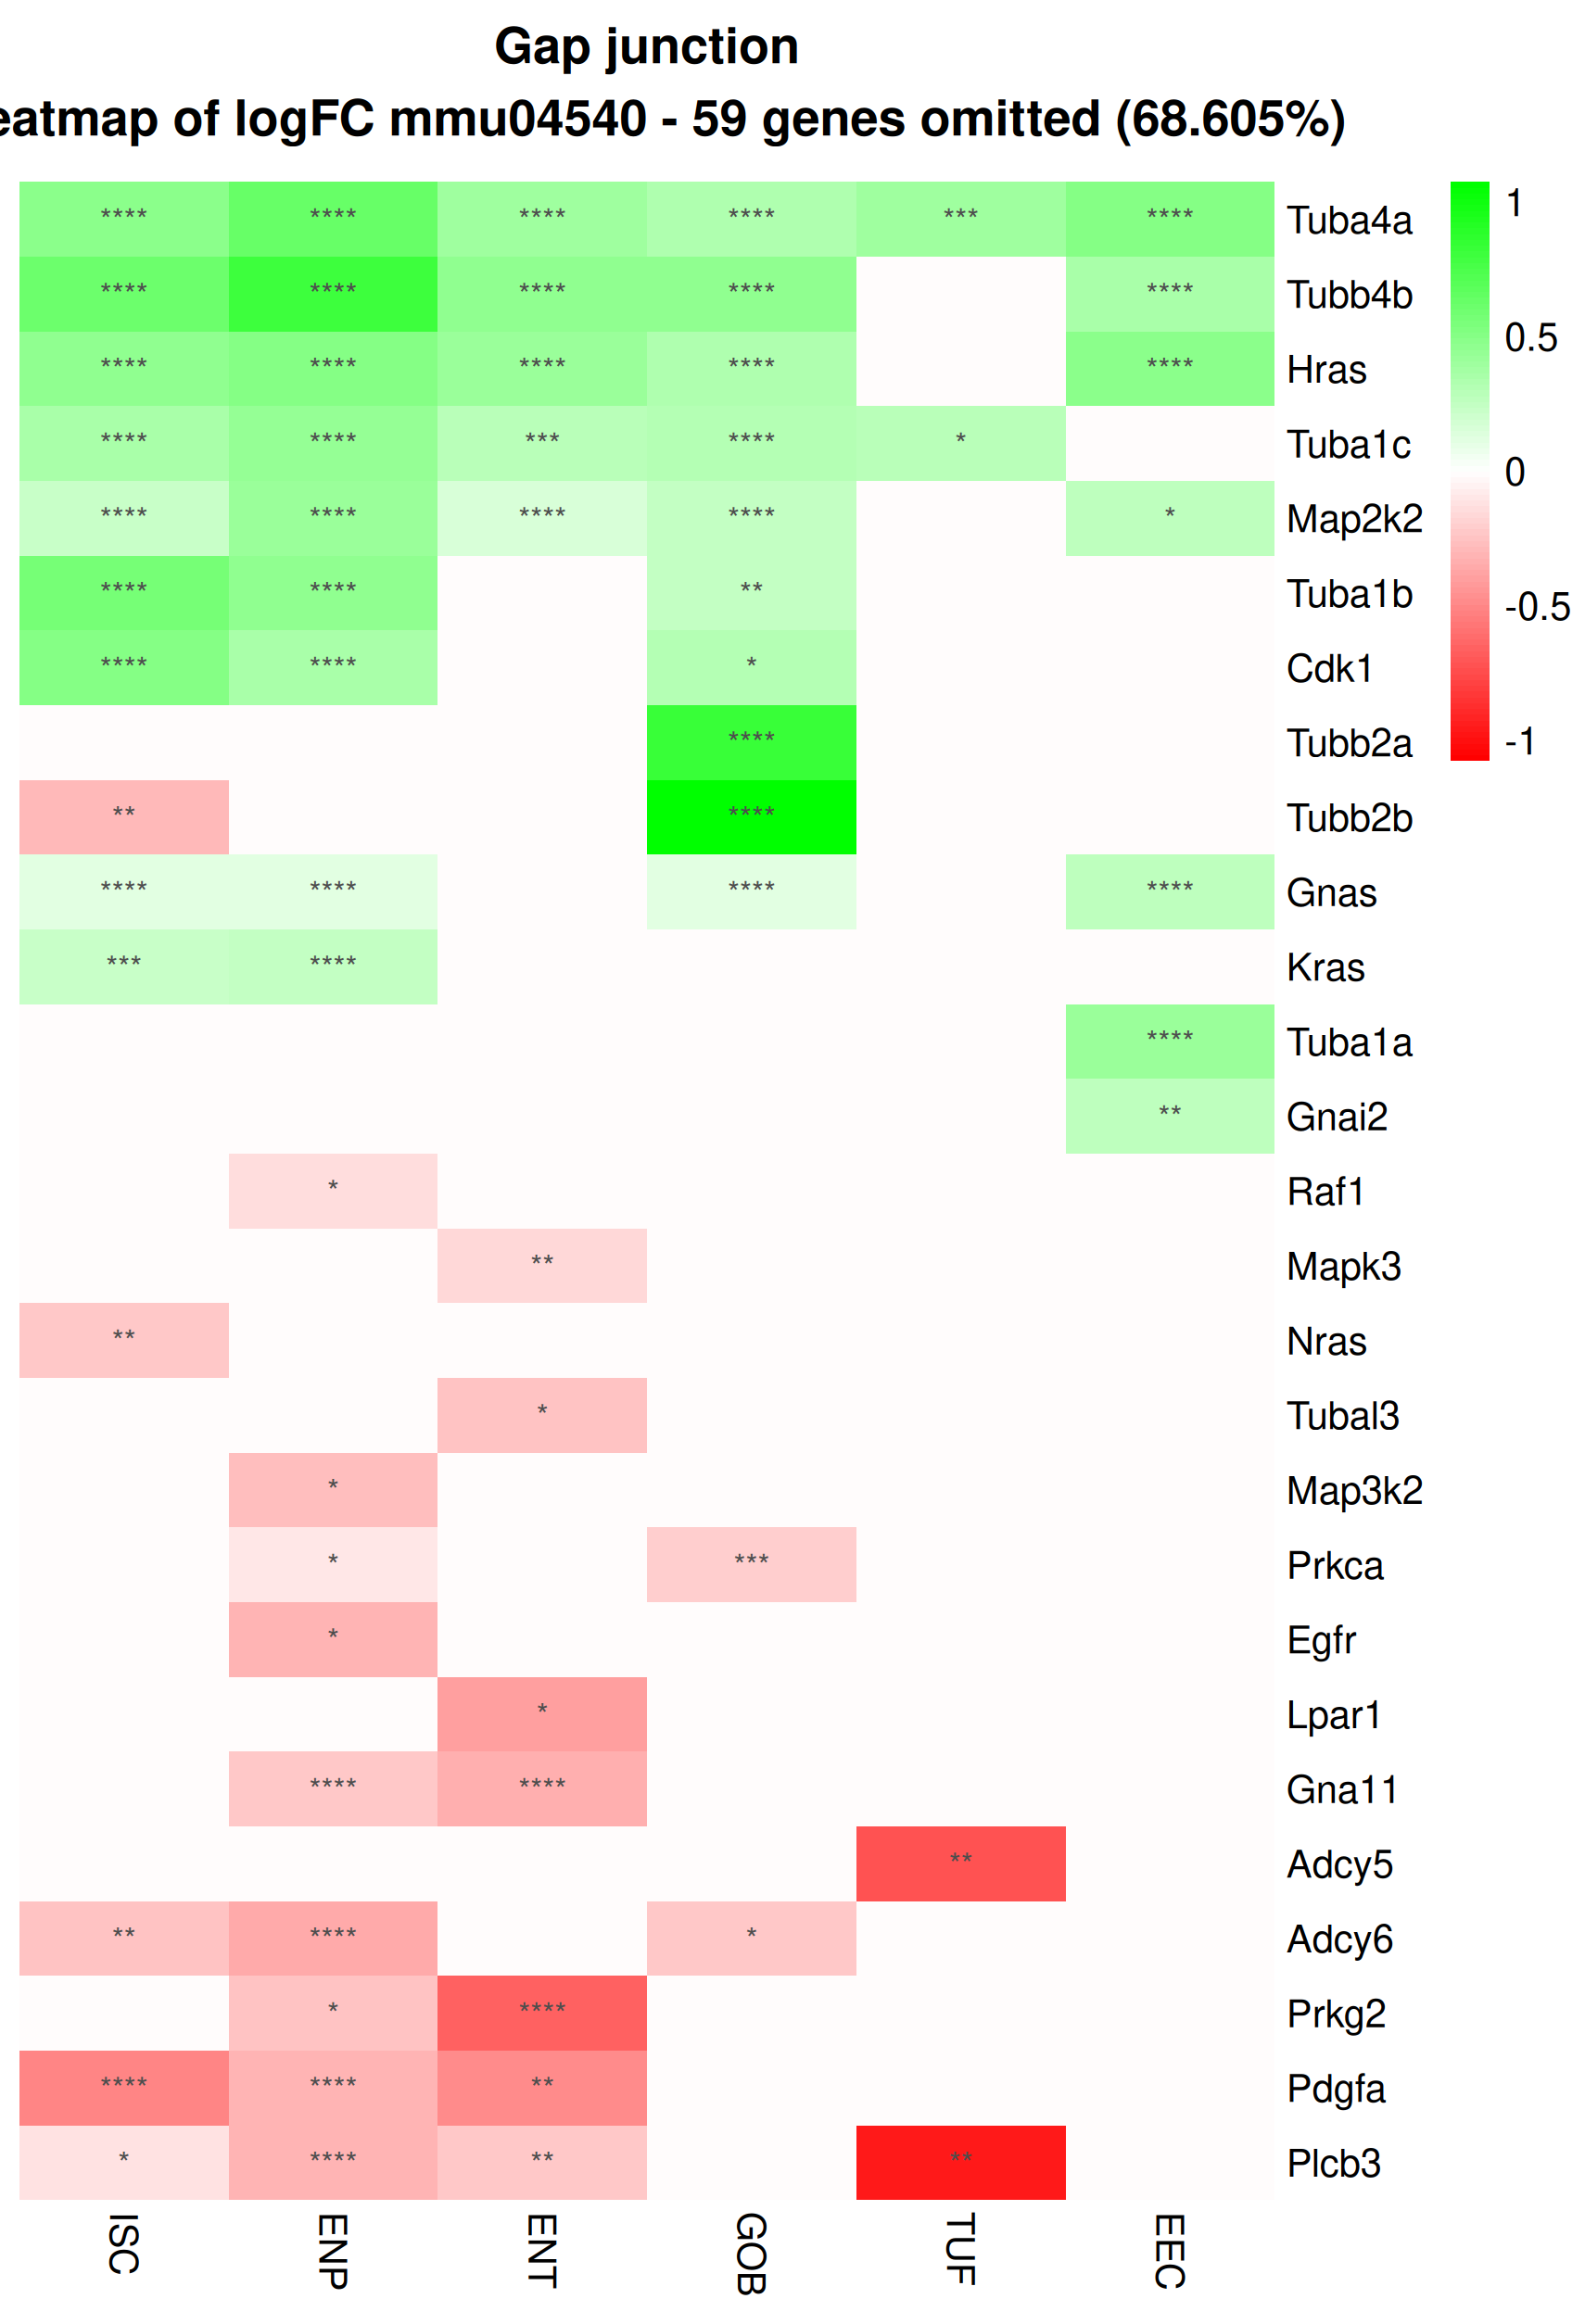 Gap junction
eatmap of logFC mmu04540 - 59 genes omitted (68.605%)
**** **** **** **** *** **** Tuba4a
**** **** **** **** **** Tubb4b
**** **** **** **** **** Hras
**** **** *** **** * Tuba1c
**** **** **** **** * Map2k2
**** **** ** Tuba1b
**** **** * Cdk1
**** Tubb2a
** **** Tubb2b
**** **** **** **** Gnas
*** **** Kras
**** Tuba1a
** Gnai2
* Raf1
** Mapk3
** Nras
* Tubal3
* Map3k2
* *** Prkca
* Egfr
* Lpar1
**** **** Gna11
** Adcy5
** **** * Adcy6
* **** Prkg2
**** **** ** Pdgfa
* **** ** ** Plcb3
ISC ENP ENT GOB TUF EEC
1
0.5
0
-0.5
-1